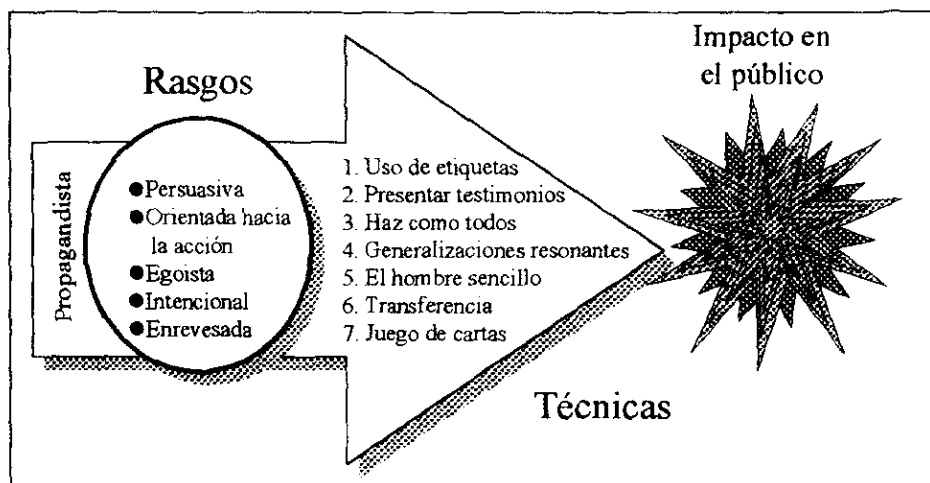 Impacto en
el público
Rasgos
Propagandista
●Persuasiva
●Orientada hacia
la acción
●Egoista
●Intencional
●Enrevesada
1. Uso de etiquetas
2. Presentar testimonios
3. Haz como todos
4. Generalizaciones resonantes
5. El hombre sencillo
6. Transferencia
7. Juego de cartas
Técnicas